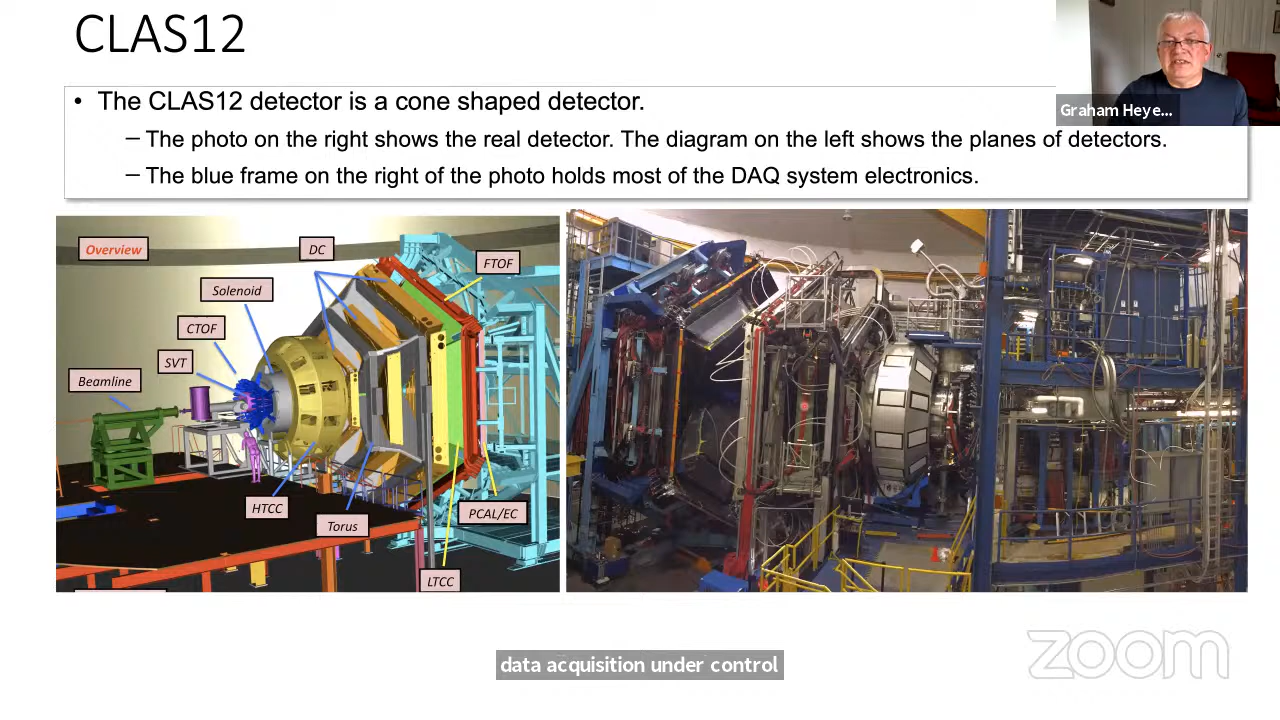 CLAS12
• The CLAS12 detector is a cone shaped detector.
– The photo on the right shows the real detector. The diagram on the left shows the planes of detectors.
– The blue frame on the right of the photo holds most of the DAQ system electronics.
Graham Heye...
Overview
DC
FTOF
Solenoid
CTOF
SVT
Beamline
HTCC
Torus
PCAL/EC
LTCC
data acquisition under control
zoom